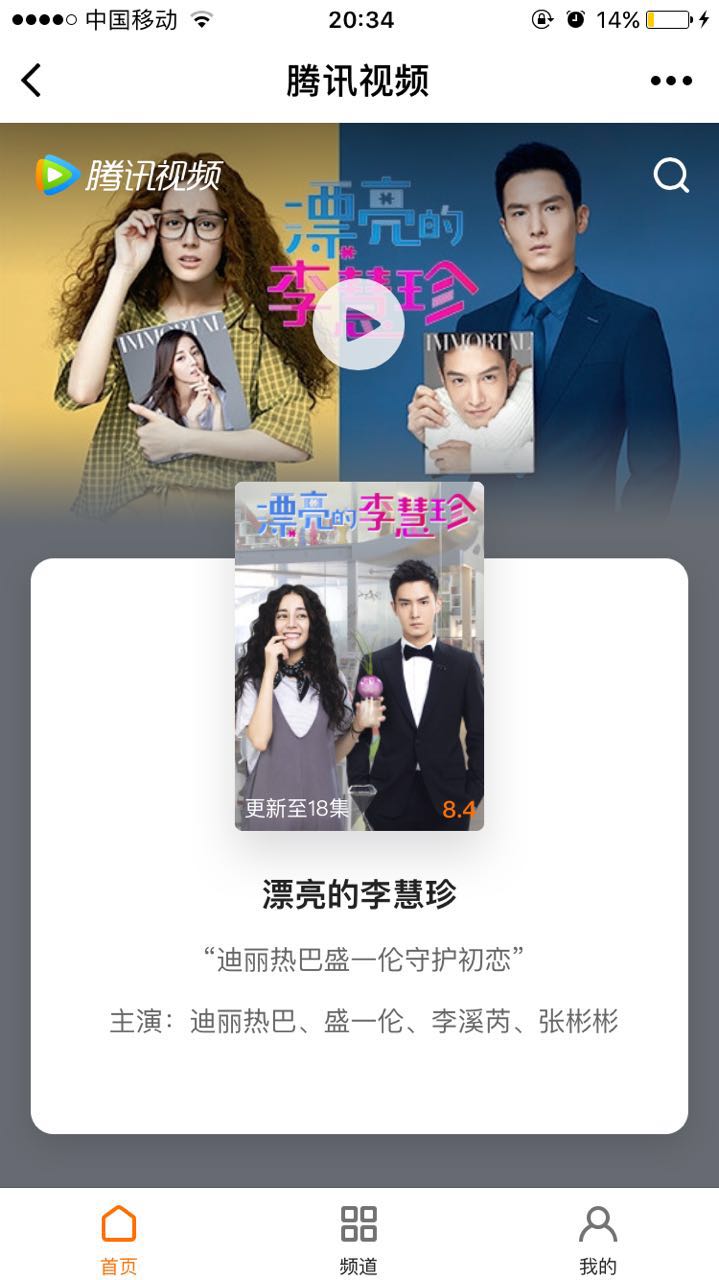 中国移动
20:34
14%
腾讯视频
腾讯视频
漂亮的
李慧珍
IMMORTAL
IMMORTAL
漂亮的李慧珍
更新至18集
8.4
漂亮的李慧珍
“迪丽热巴盛一伦守护初恋”
主演：迪丽热巴、盛一伦、李溪芮、张彬彬
首页
频道
我的